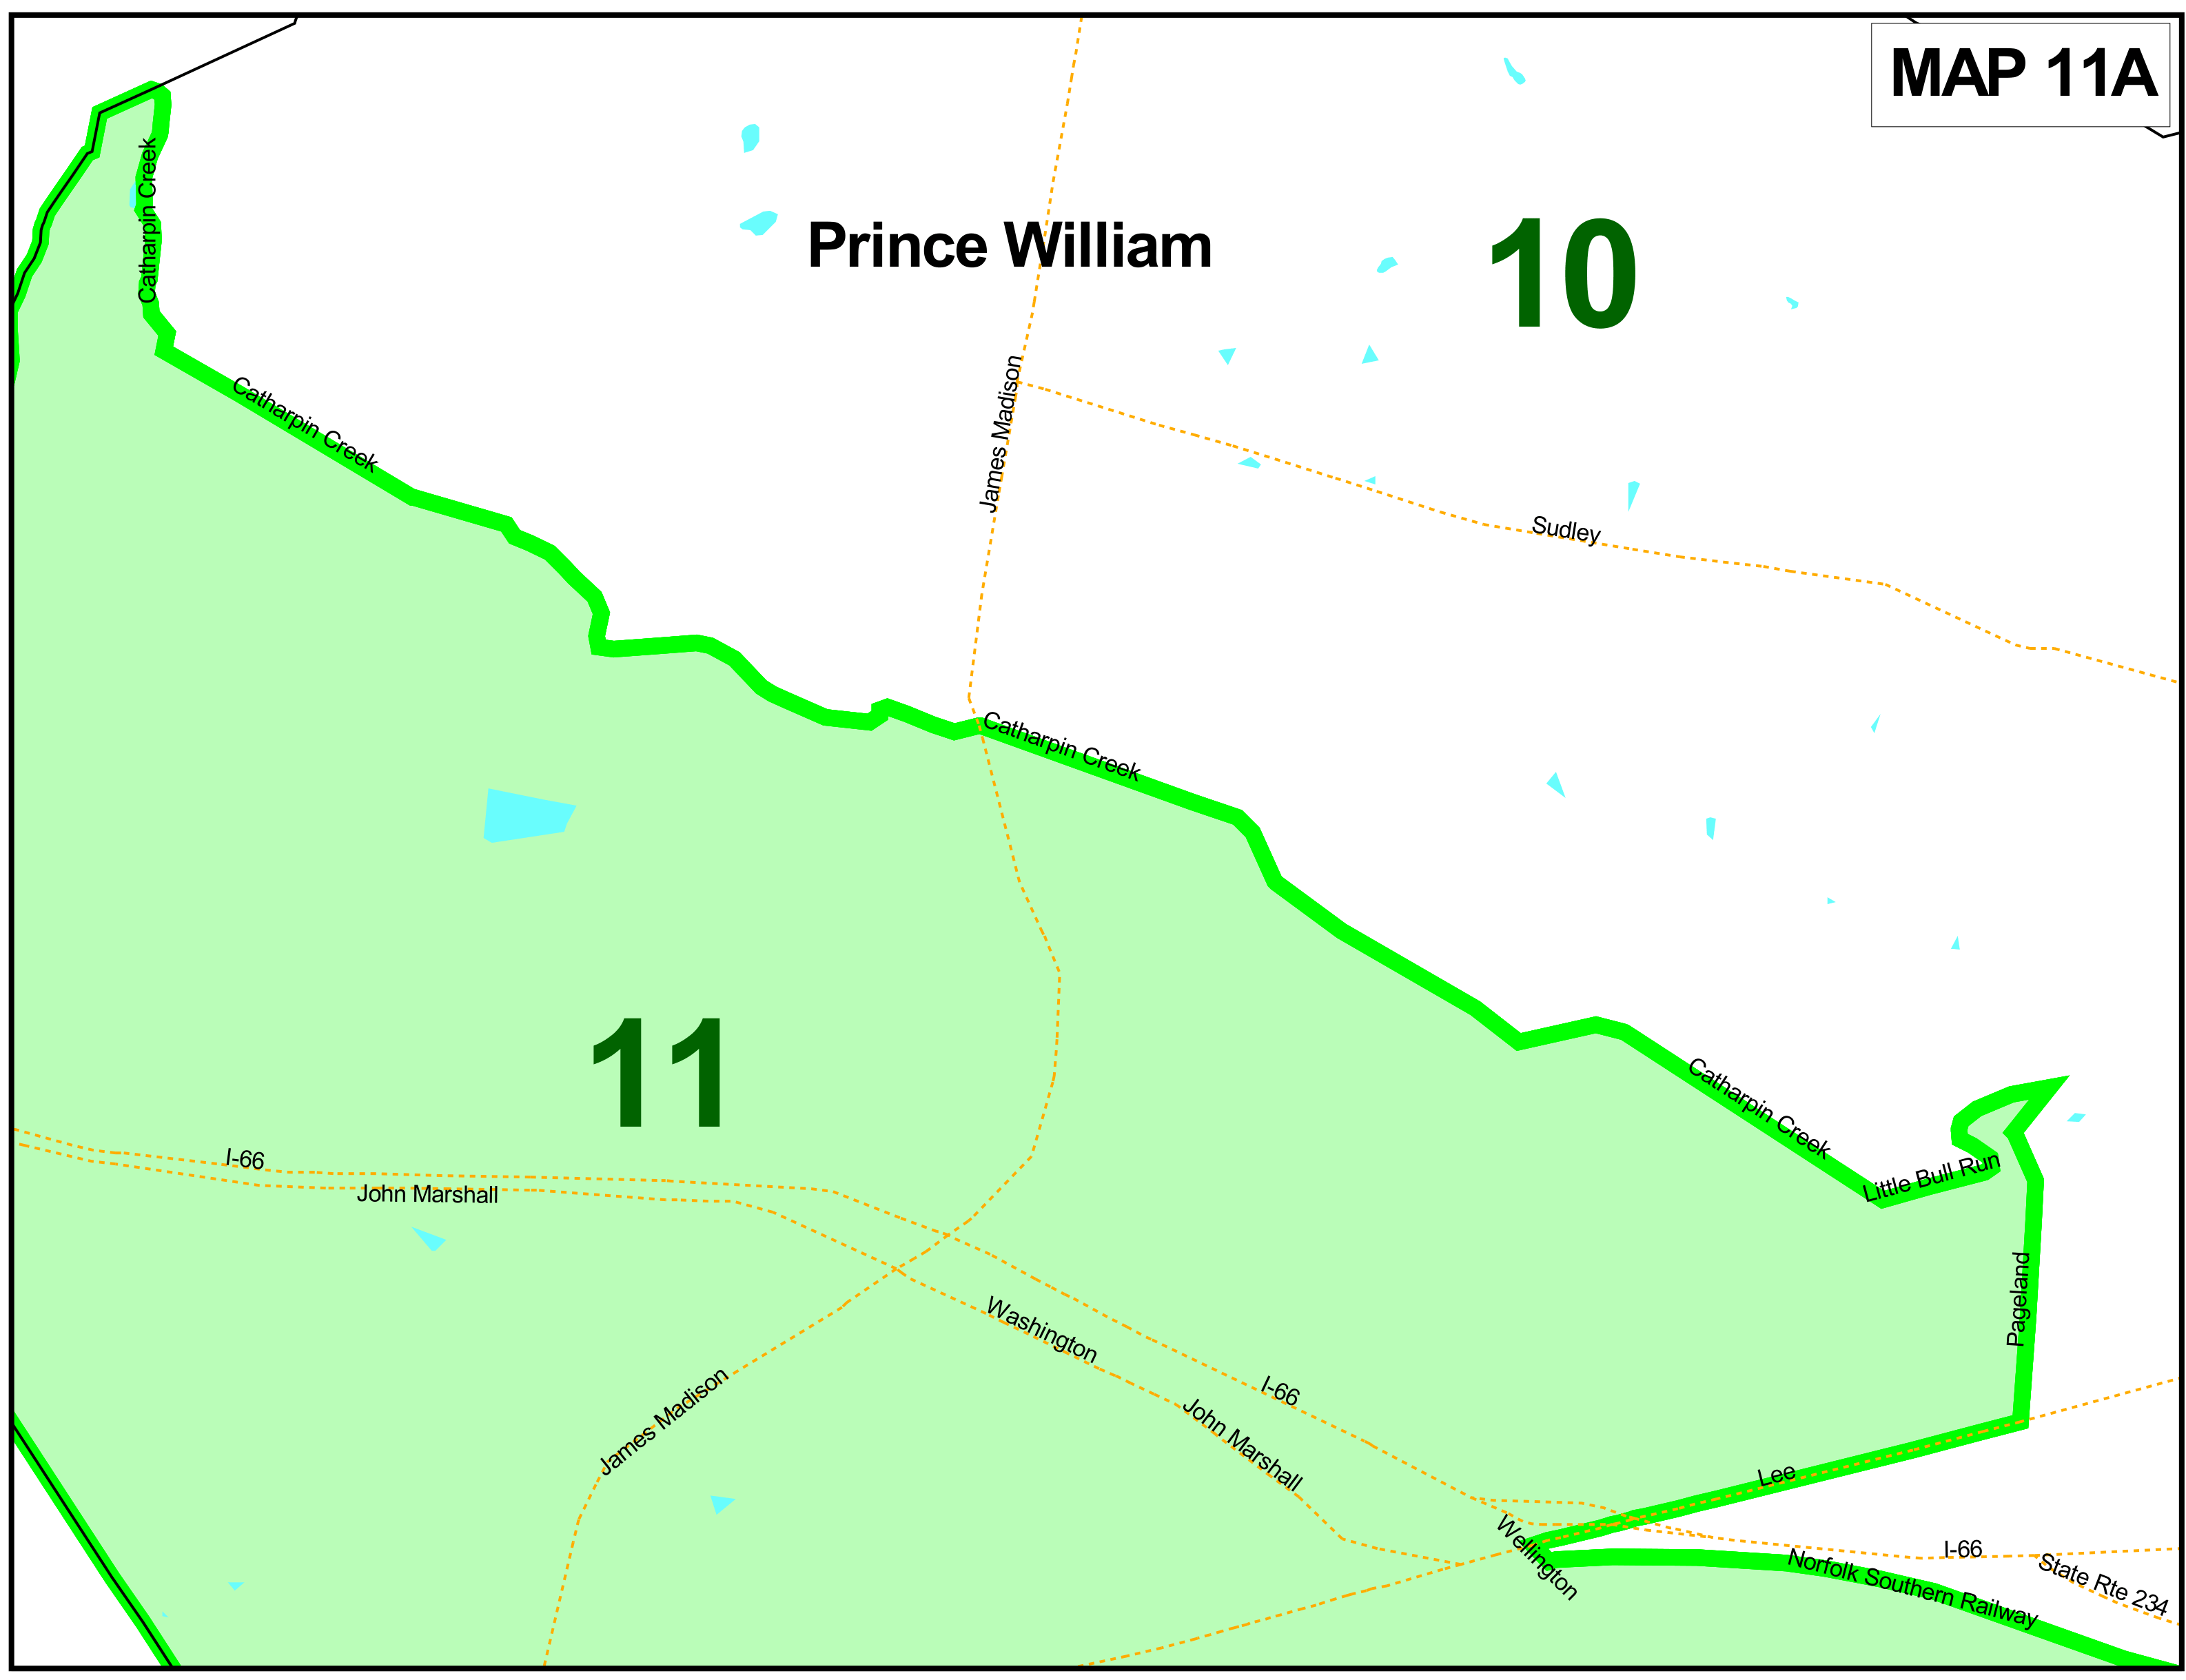 MAP 11A
Catharpin Creek
Prince William
10
James Madison
Catharpin Creek
Sudley
Catharpin Creek
11
Catharpin Creek
Little Bull Run
I-66
John Marshall
Pageland
Washington
I-66
James Madison
John Marshall
Lee
Wellington
I-66
Norfolk Southern Railway
State Rte 234